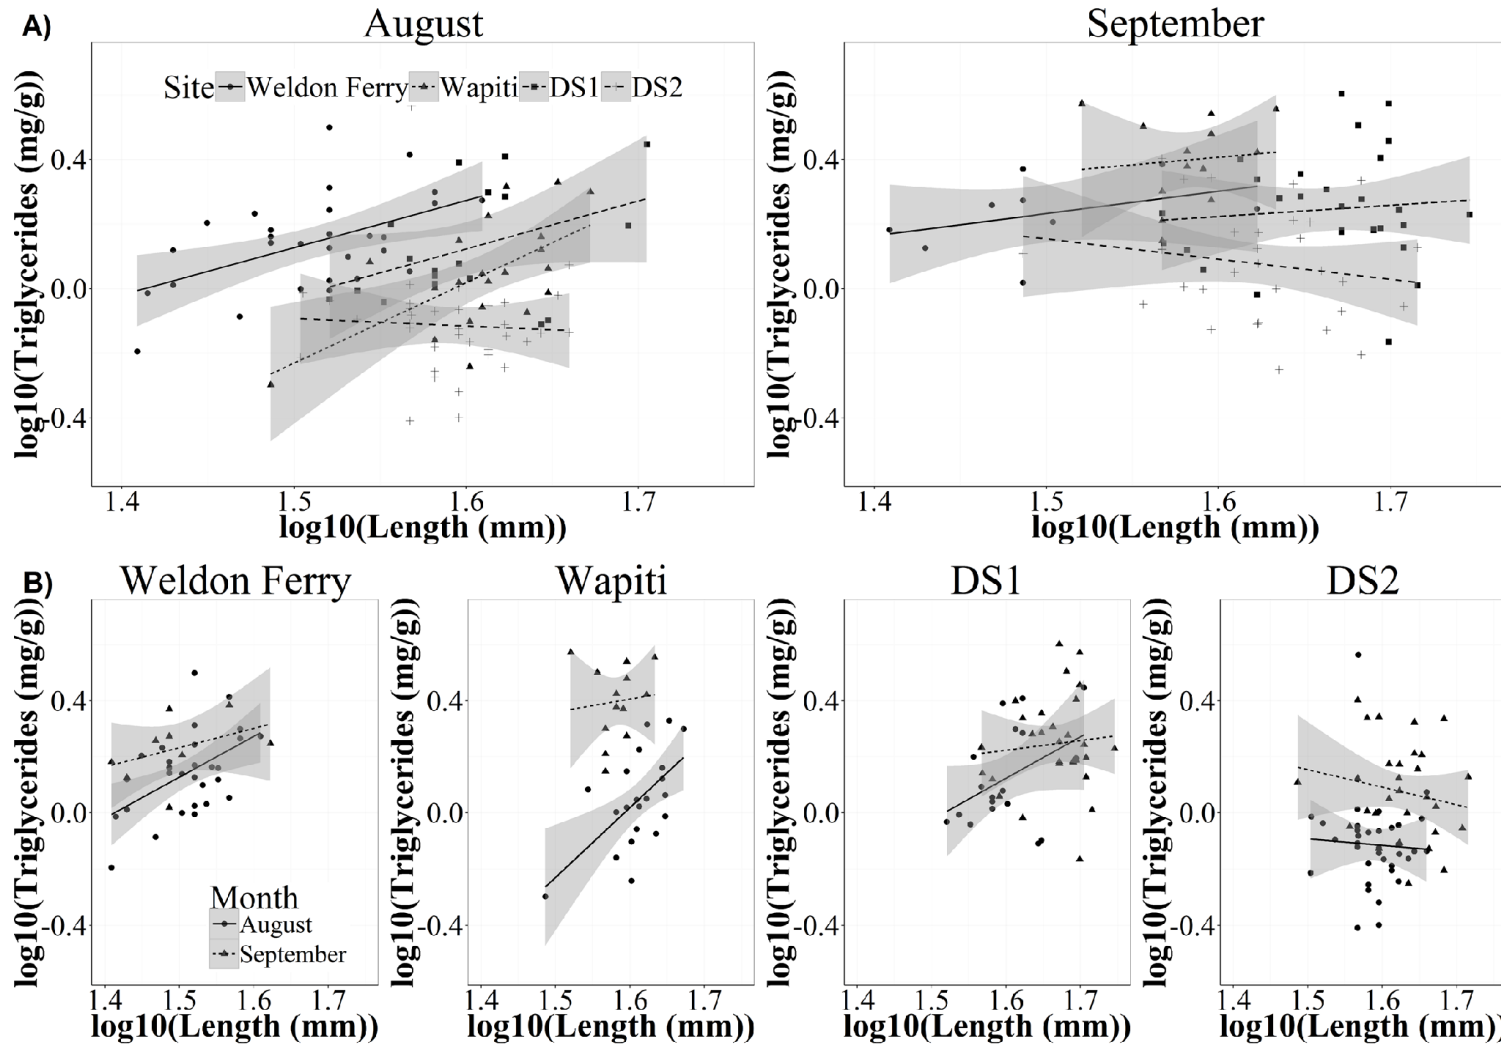 A)
August
September
Site Weldon Ferry Wapiti DS1 DS2
log10(Triglycerides (mg/g))
0.4
0.0
-0.4
1.4 1.5 1.6 1.7
log10(Length (mm))
log10(Triglycerides (mg/g))
0.4
0.0
-0.4
1.4 1.5 1.6 1.7
log10(Length (mm))
B)
Weldon Ferry
Wapiti
DS1
DS2
log10(Triglycerides (mg/g))
0.4
0.0
-0.4
Month
August
September
1.4 1.5 1.6 1.7
log10(Length (mm))
log10(Triglycerides (mg/g))
0.4
0.0
-0.4
1.4 1.5 1.6 1.7
log10(Length (mm))
log10(Triglycerides (mg/g))
0.4
0.0
-0.4
1.4 1.5 1.6 1.7
log10(Length (mm))
log10(Triglycerides (mg/g))
0.4
0.0
-0.4
1.4 1.5 1.6 1.7
log10(Length (mm))